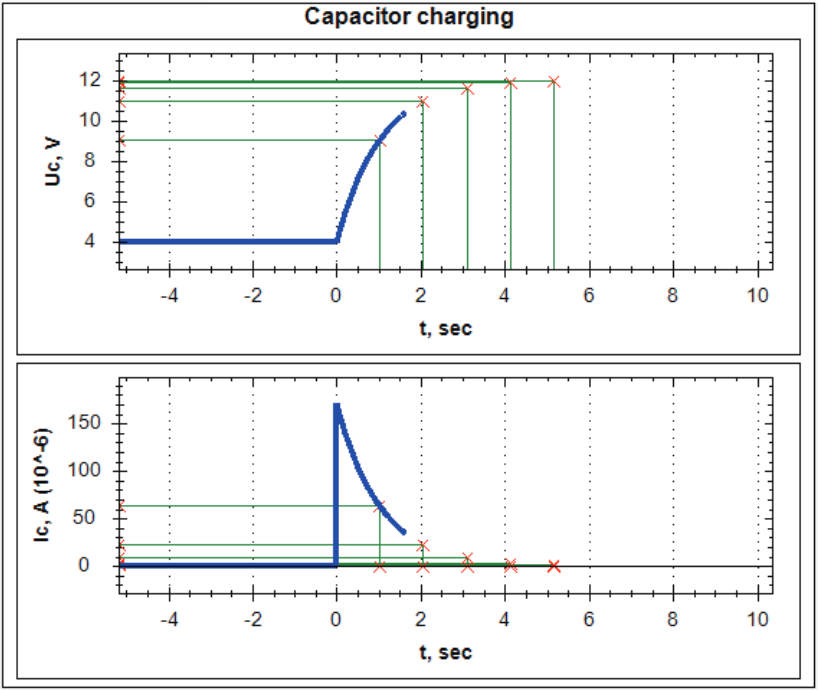 Capacitor charging
Uc, V
12
10
8
6
4
-4 -2 0 2 4 6 8 10
t, sec
Ic, A (10^-6)
150
100
50
0
-4 -2 0 2 4 6 8 10
t, sec